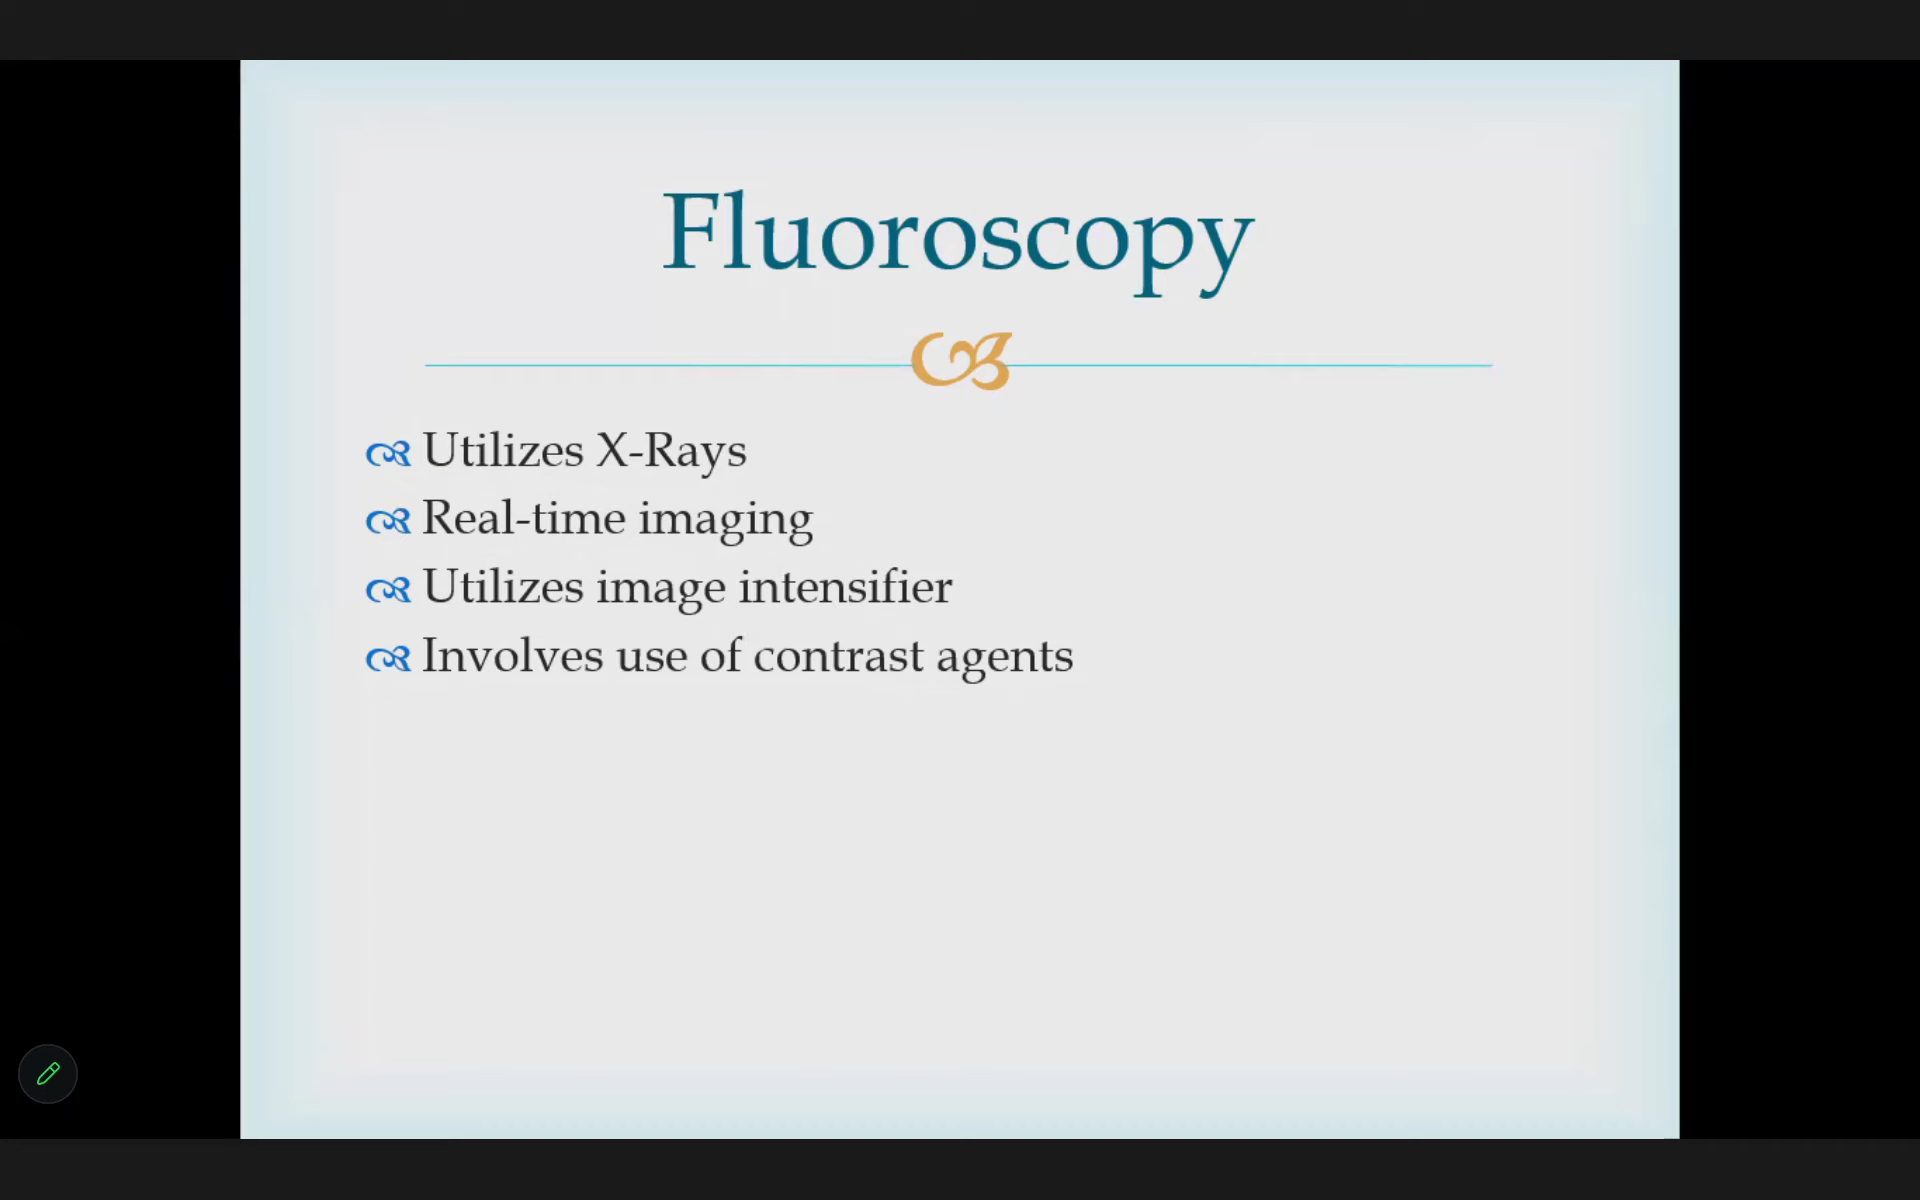 Fluoroscopy
Utilizes X-Rays
Real-time imaging
Utilizes image intensifier
Involves use of contrast agents